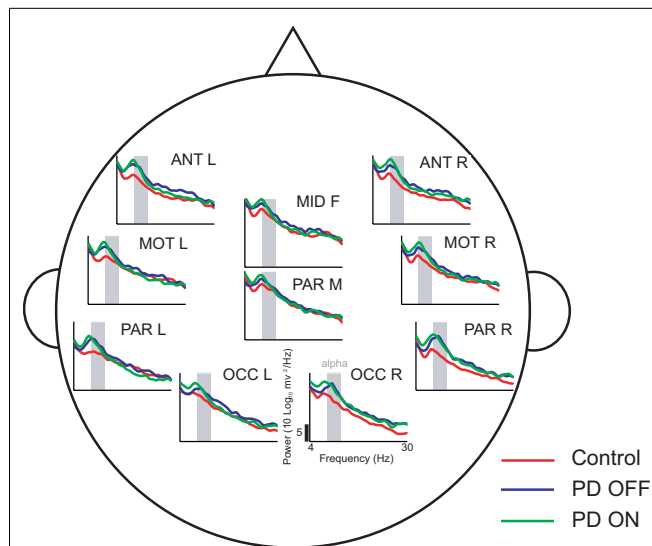 ANT L
ANT R
MID F
MOT L
MOT R
PAR M
PAR L
PAR R
OCC L
alpha
OCC R
Power (10 Log₁₀ mv²/Hz)
5
4
30
Frequency (Hz)
Control
PD OFF
PD ON